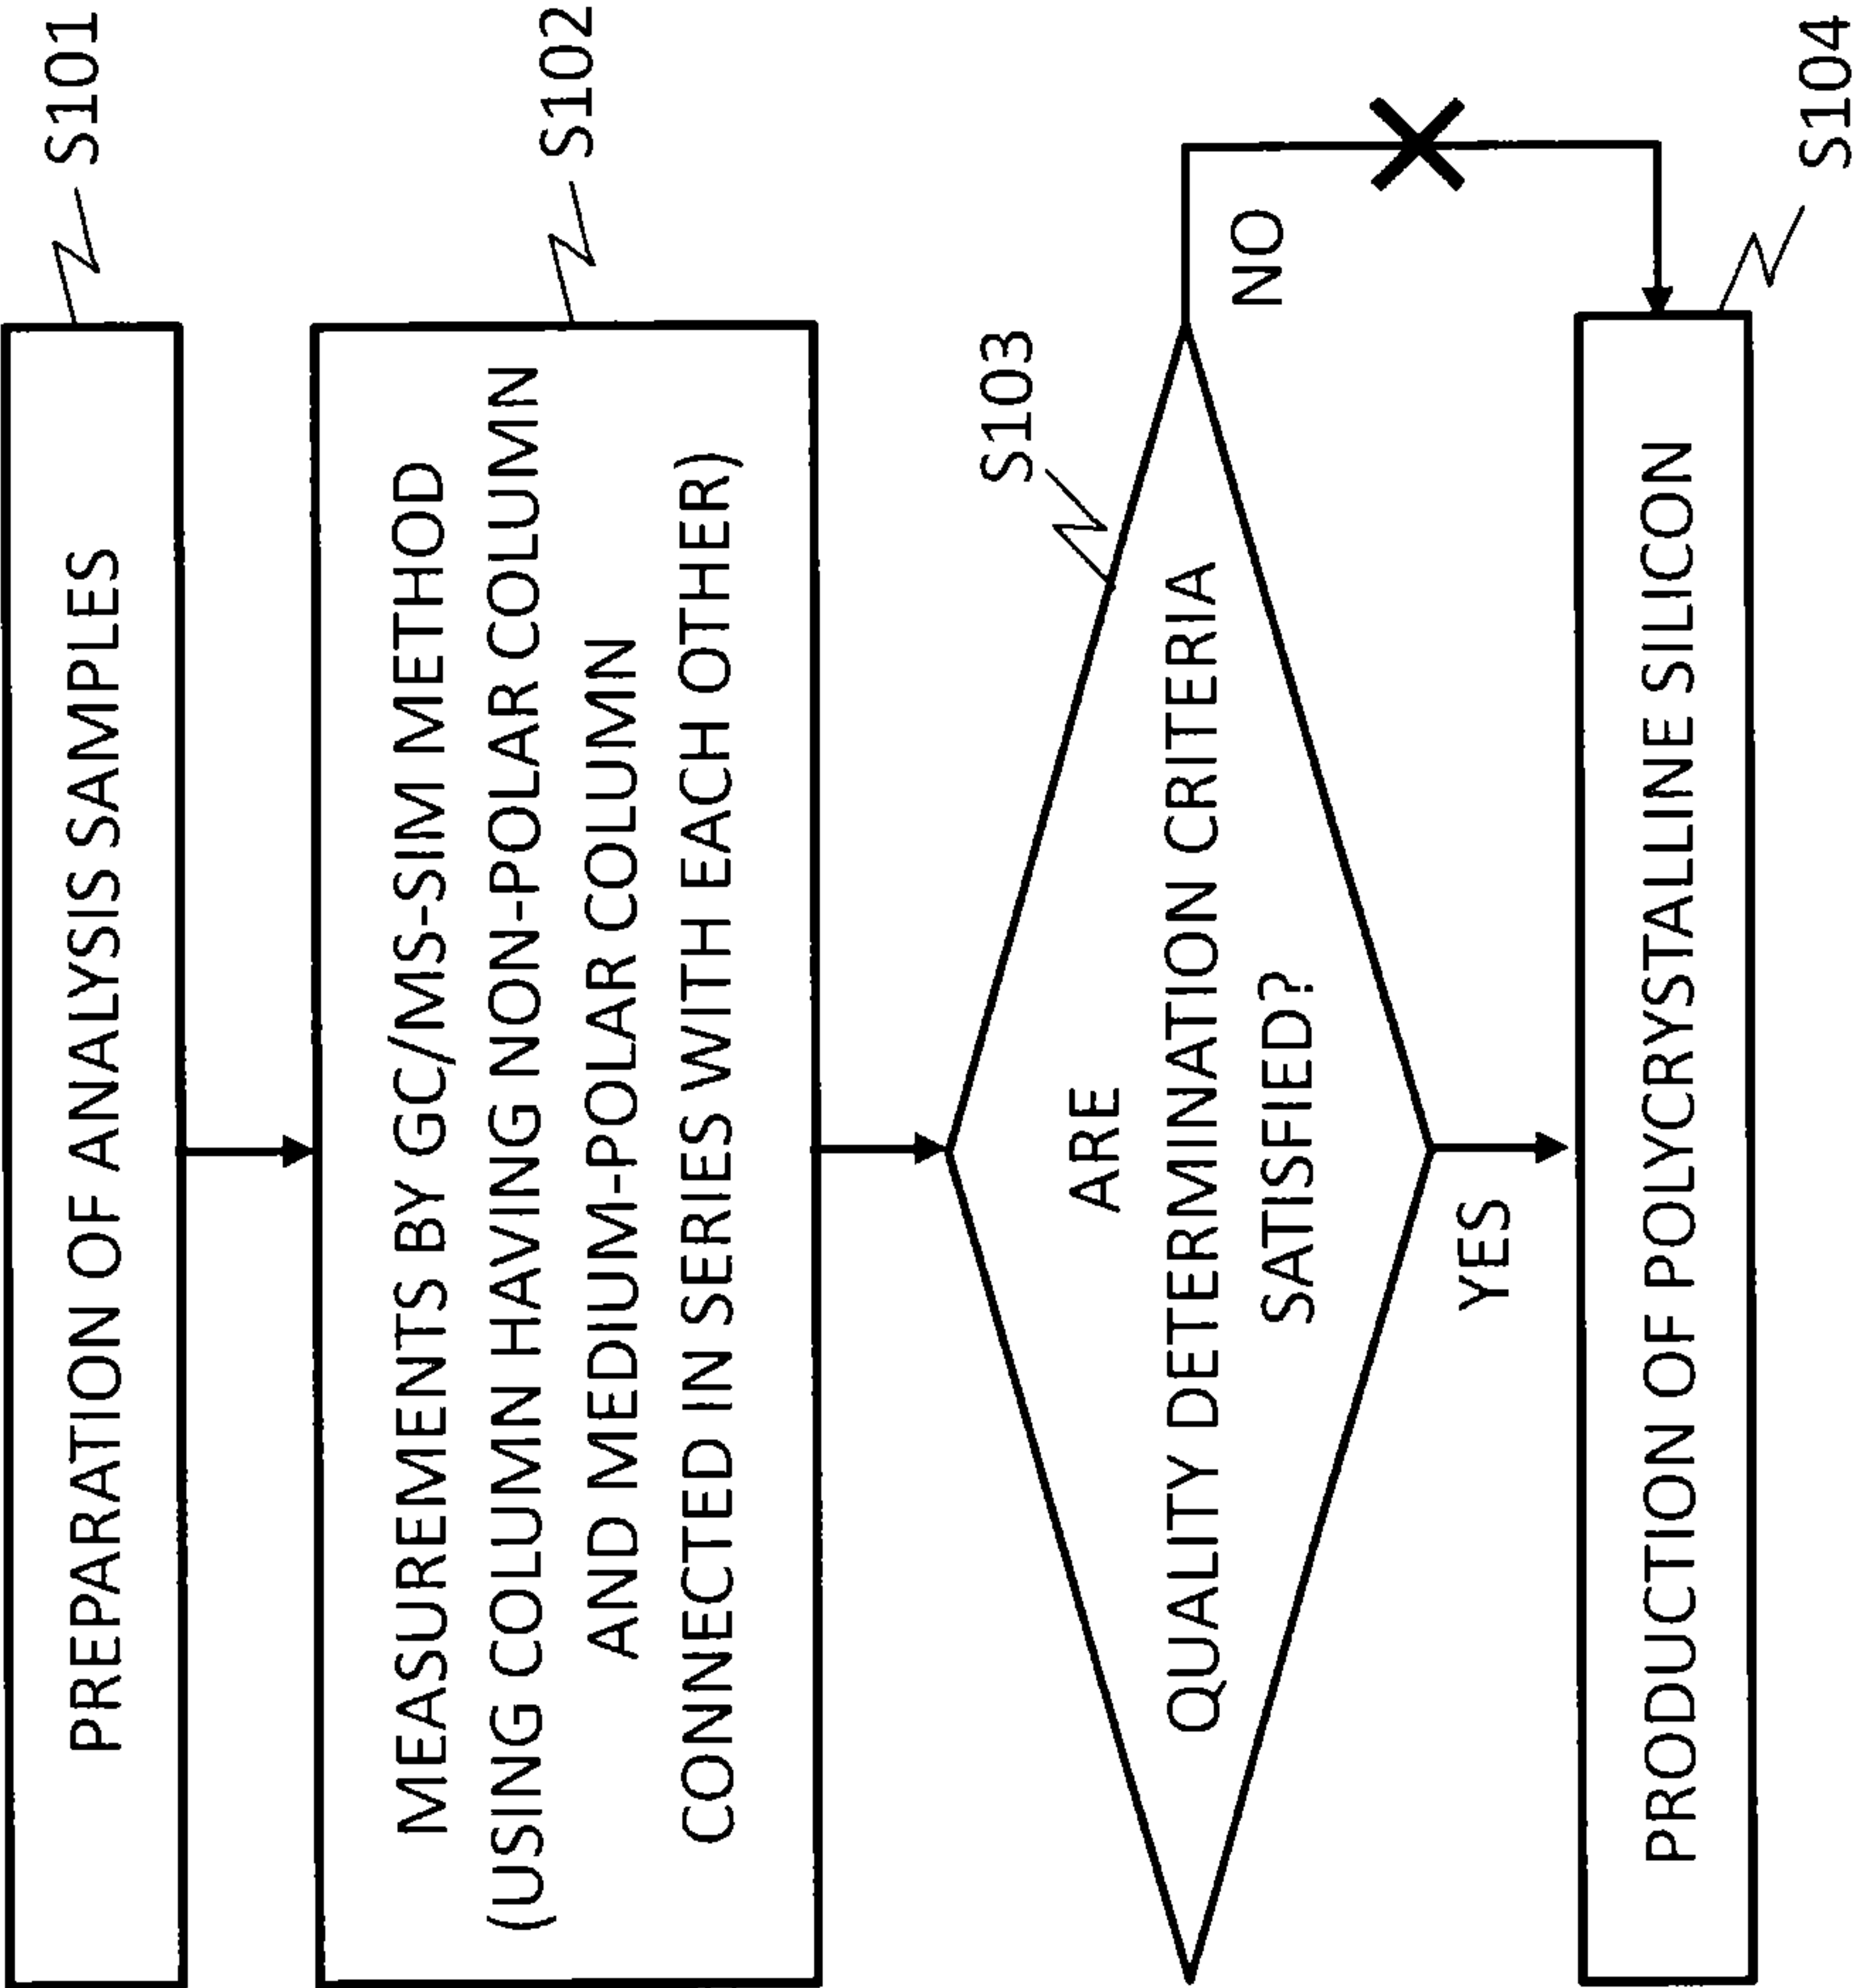 PREPARATION OF ANALYSIS SAMPLES
S101
MEASUREMENTS BY GC/MS-SIM METHOD
(USING COLUMN HAVING NON-POLAR COLUMN
AND MEDIUM-POLAR COLUMN
CONNECTED IN SERIES WITH EACH OTHER)
S102
ARE
QUALITY DETERMINATION CRITERIA
SATISFIED?
S103
NO
YES
PRODUCTION OF POLYCRYSTALLINE SILICON
S104